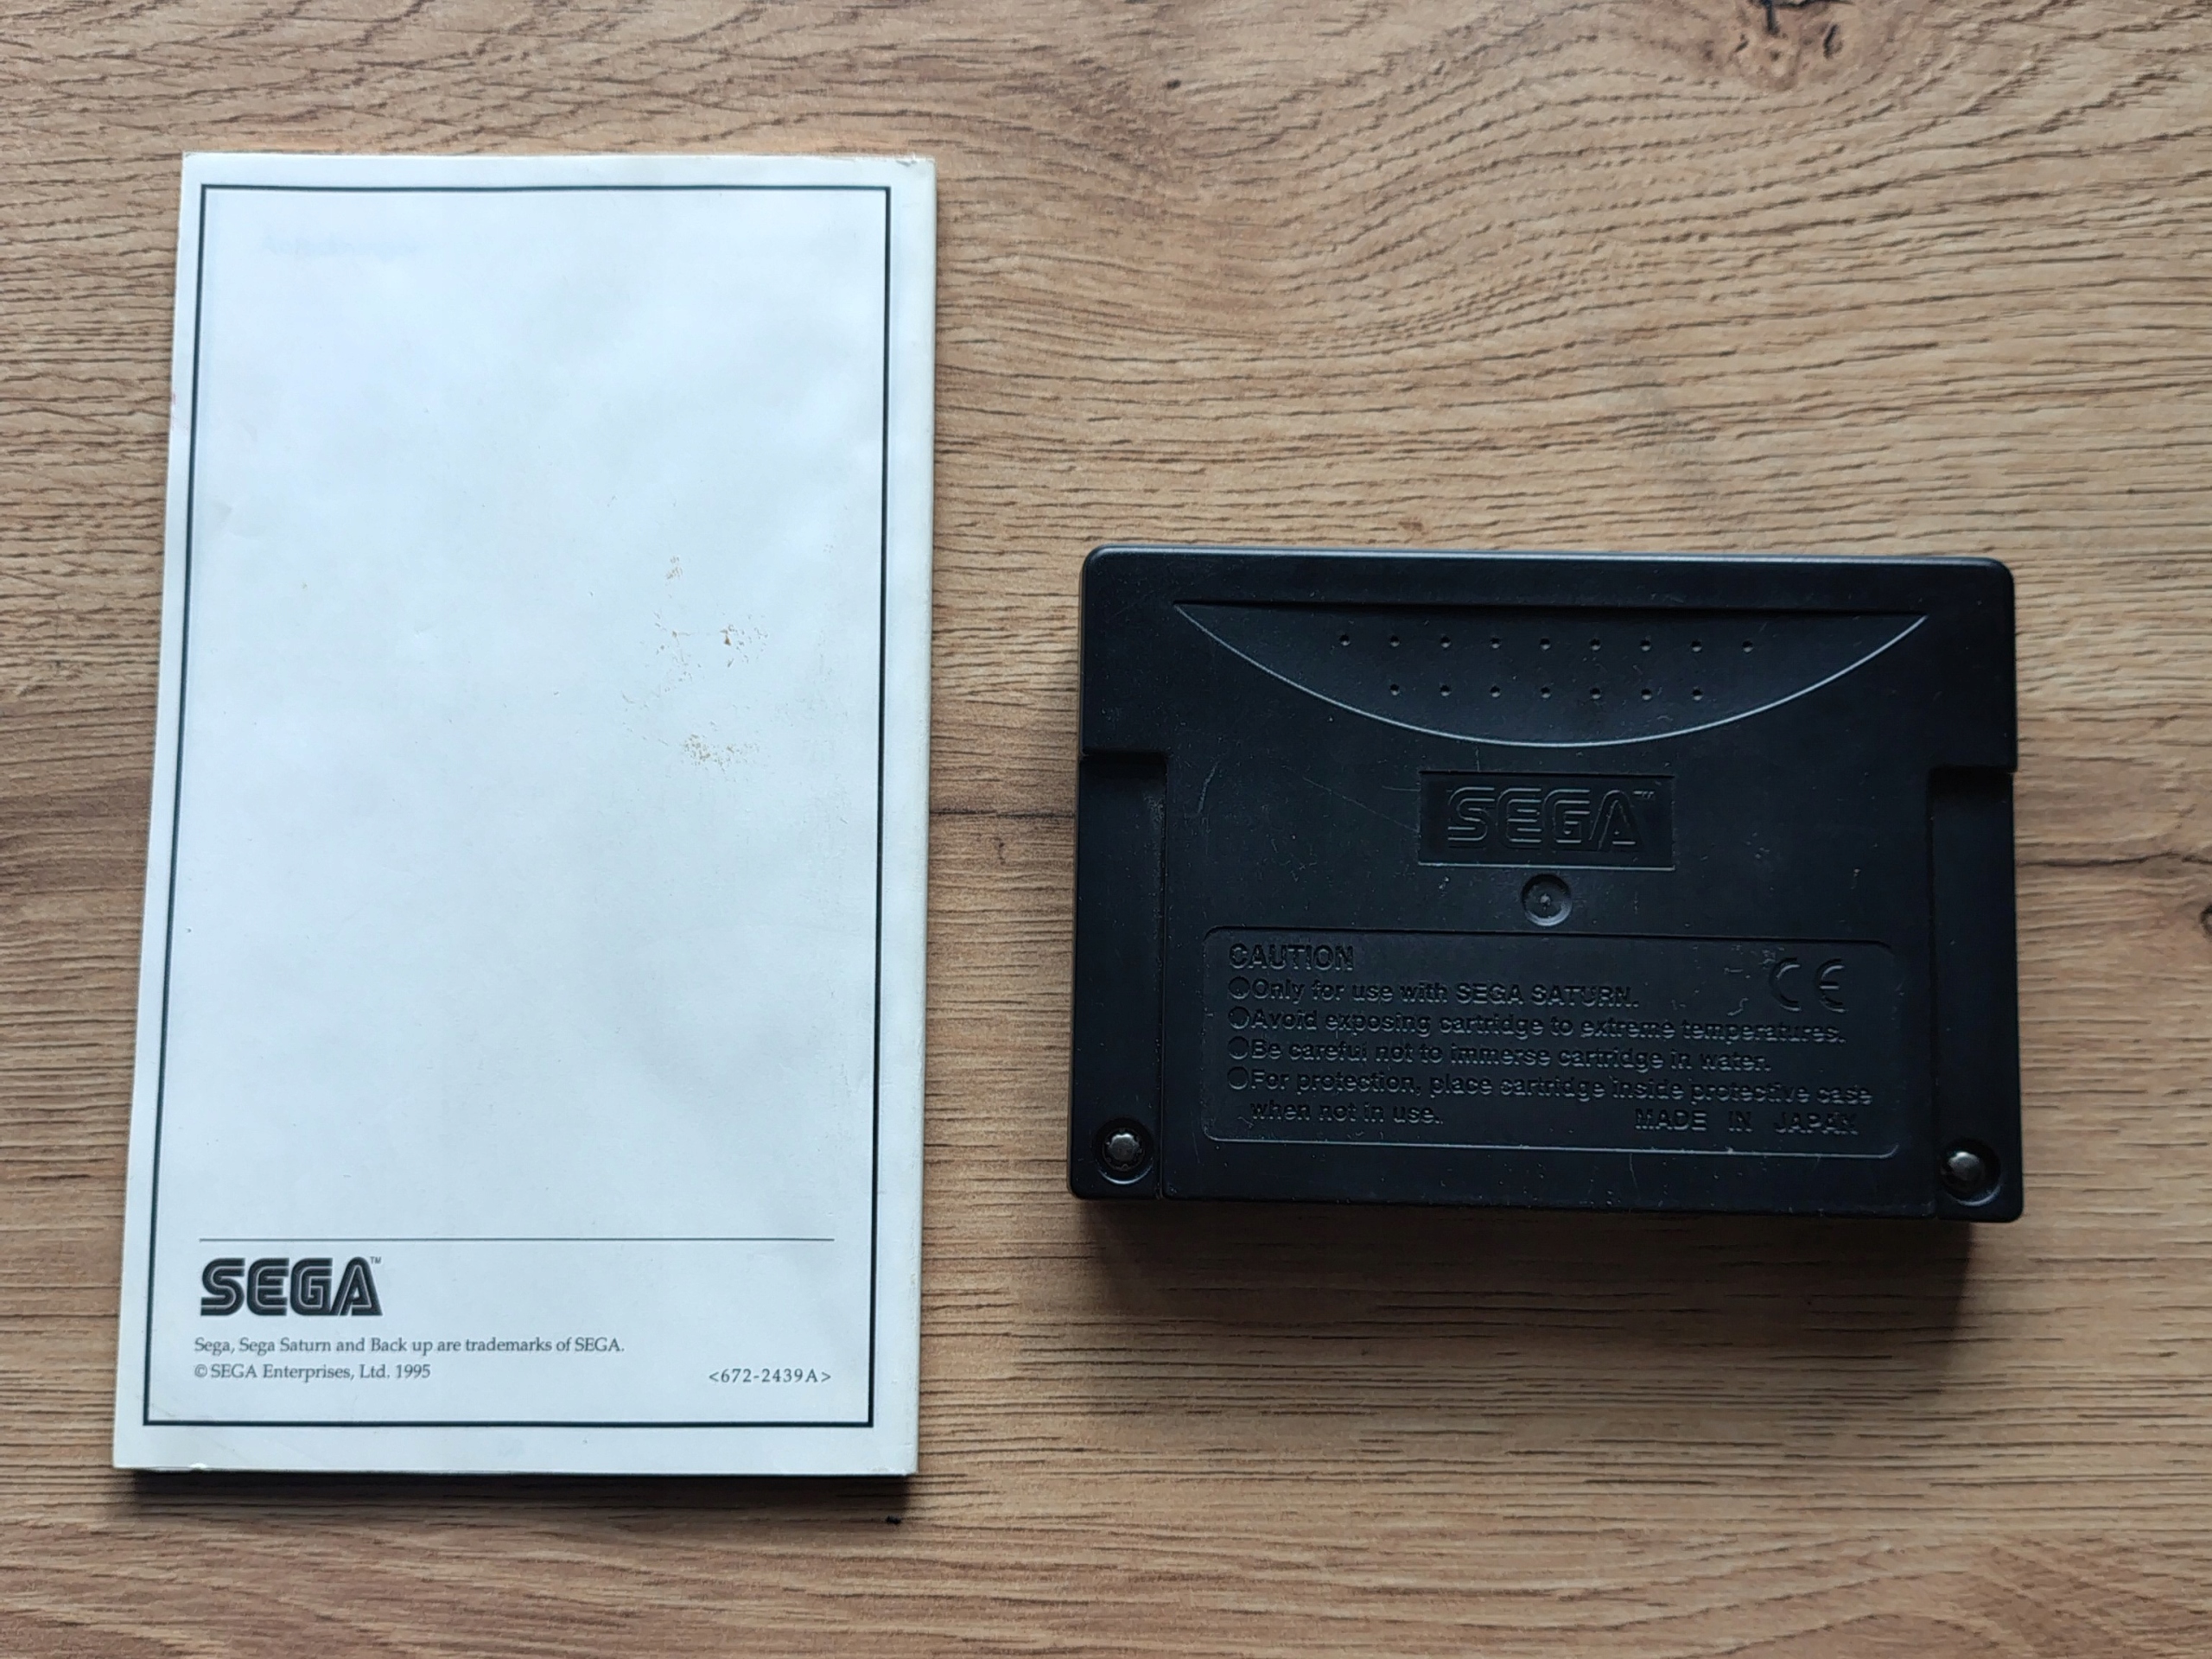 SEGA™
Sega, Sega Saturn and Back up are trademarks of SEGA.
© SEGA Enterprises, Ltd. 1995
<672-2439A>
SEGA™
CAUTION
CE
●Only for use with SEGA SATURN.
●Avoid exposing cartridge to extreme temperatures.
●Be careful not to immerse cartridge in water.
●For protection, place cartridge inside protective case
when not in use.
MADE IN JAPAN